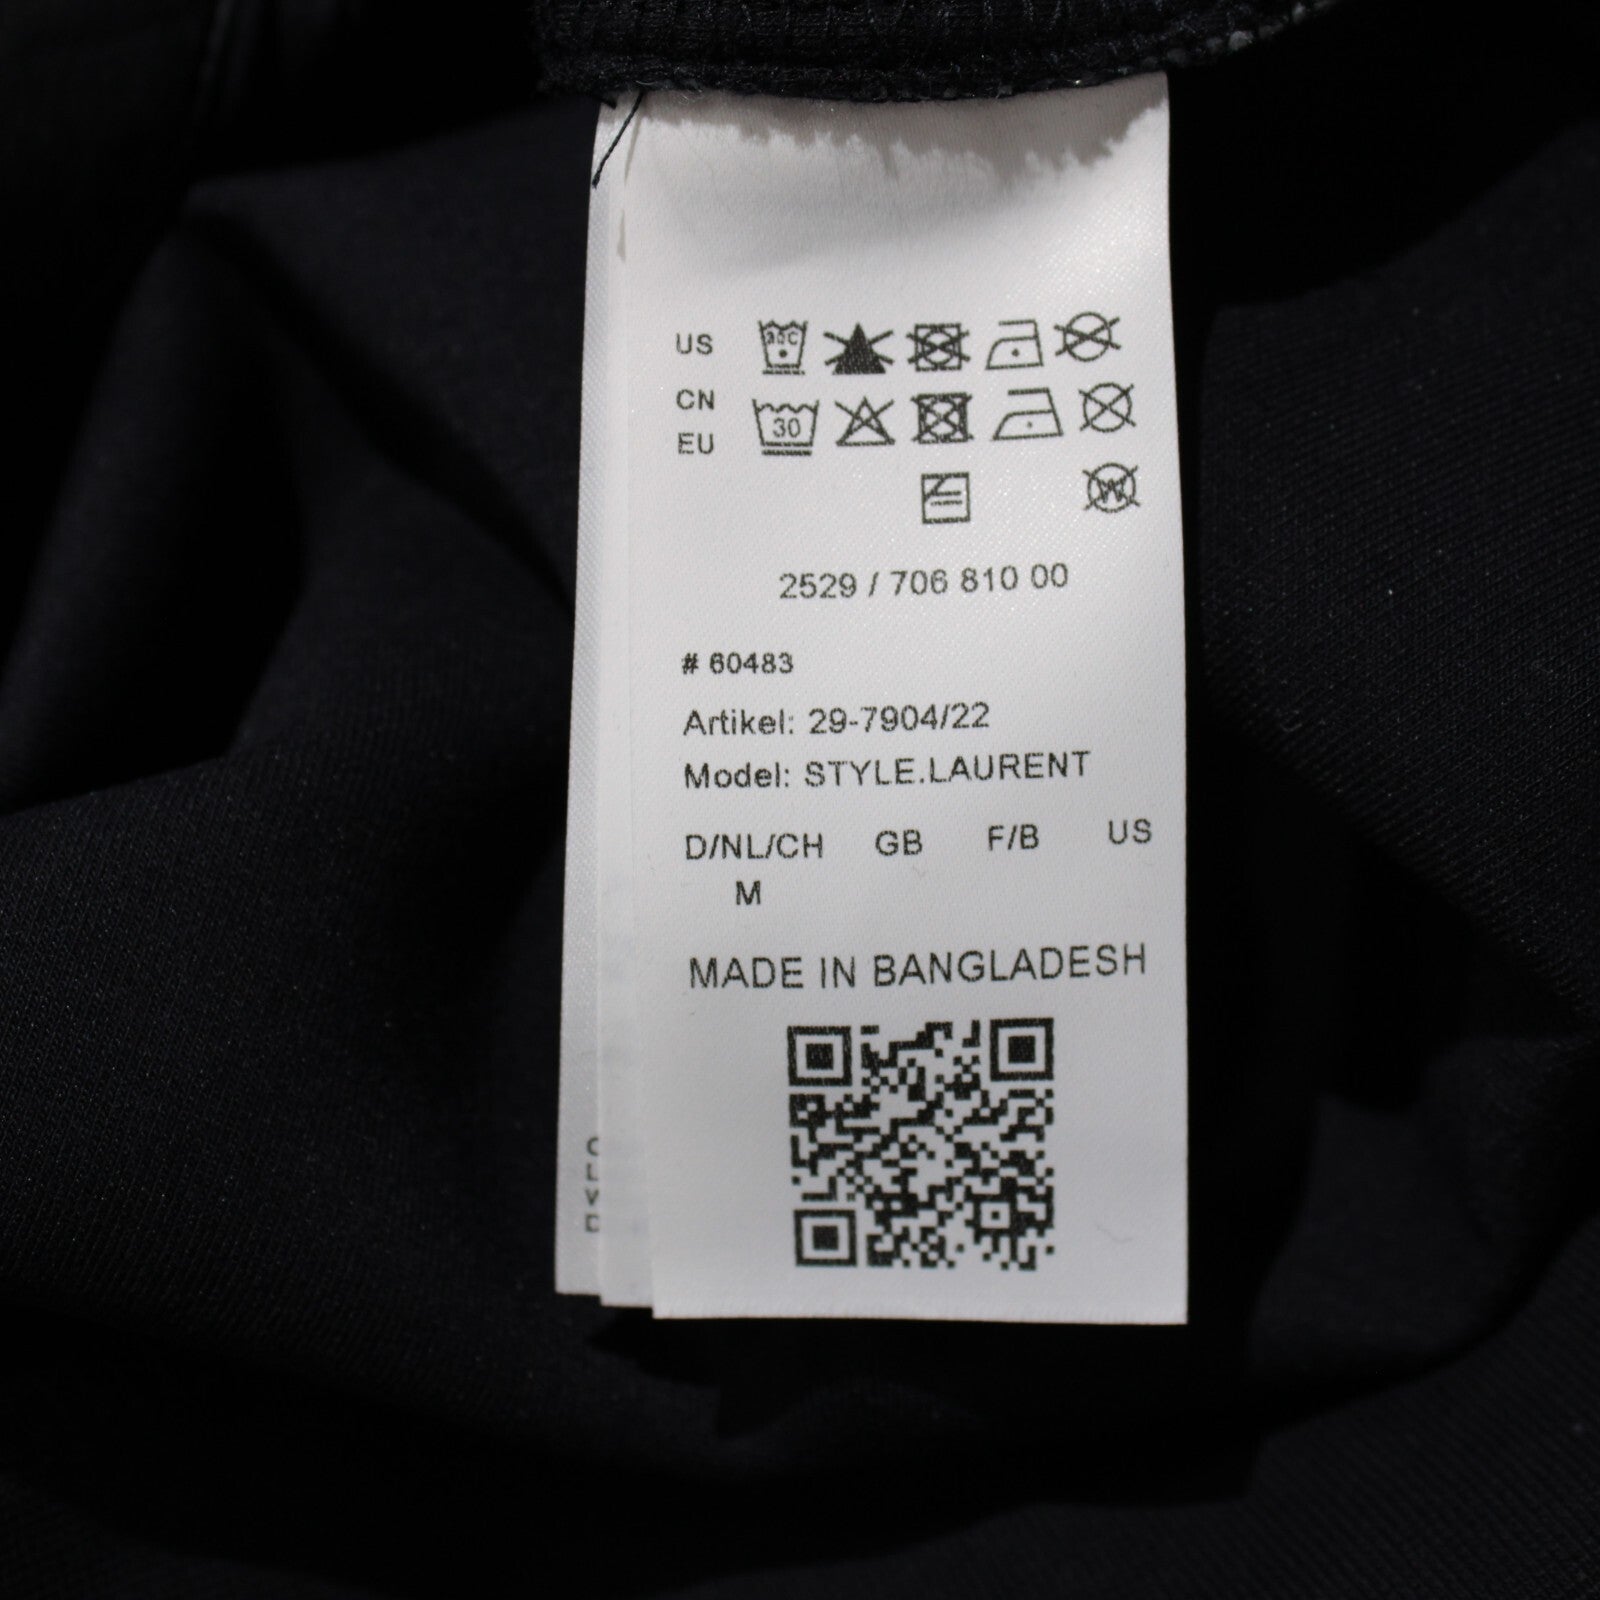 US 30C
CN
EU 30
W
2529 / 706 810 00
# 60483
Artikel: 29-7904/22
Model: STYLE.LAURENT
D/NL/CH GB F/B US
M
MADE IN BANGLADESH